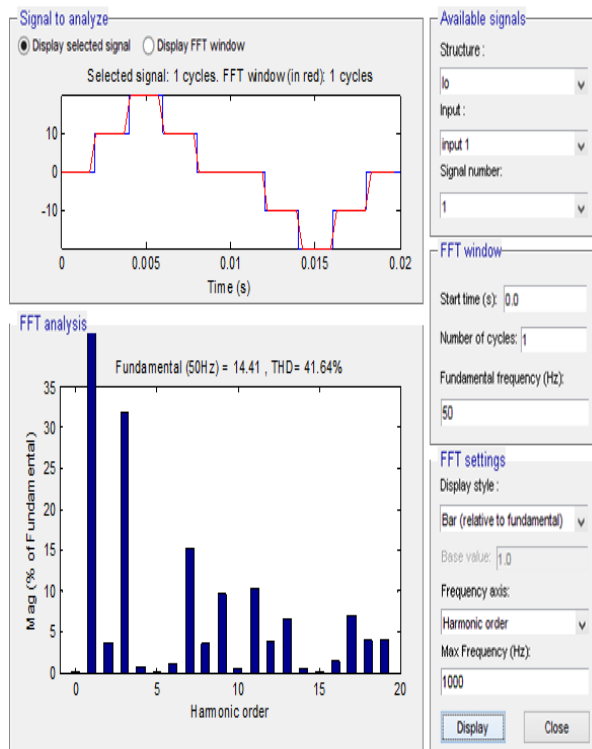 Signal to analyze
Display selected signal Display FFT window
Selected signal: 1 cycles. FFT window (in red): 1 cycles
10
0
-10
0 0.005 0.01 0.015 0.02
Time (s)
FFT analysis
Fundamental (50Hz) = 14.41 , THD= 41.64%
Mag (% of Fundamental)
35
30
25
20
15
10
5
0
0 5 10 15 20
Harmonic order
Available signals
Structure :
Io
Input :
input 1
Signal number:
1
FFT window
Start time (s): 0.0
Number of cycles: 1
Fundamental frequency (Hz):
50
FFT settings
Display style :
Bar (relative to fundamental)
Base value: 1.0
Frequency axis:
Harmonic order
Max Frequency (Hz):
1000
Display Close